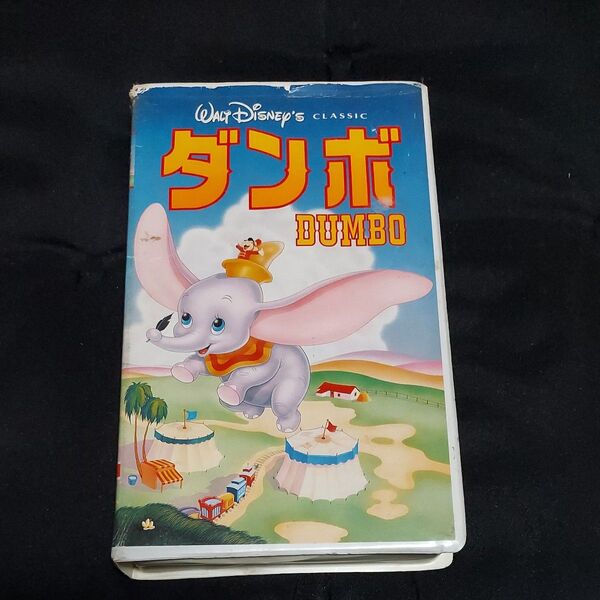 WALT DISNEY'S CLASSIC
ダンボ
DUMBO